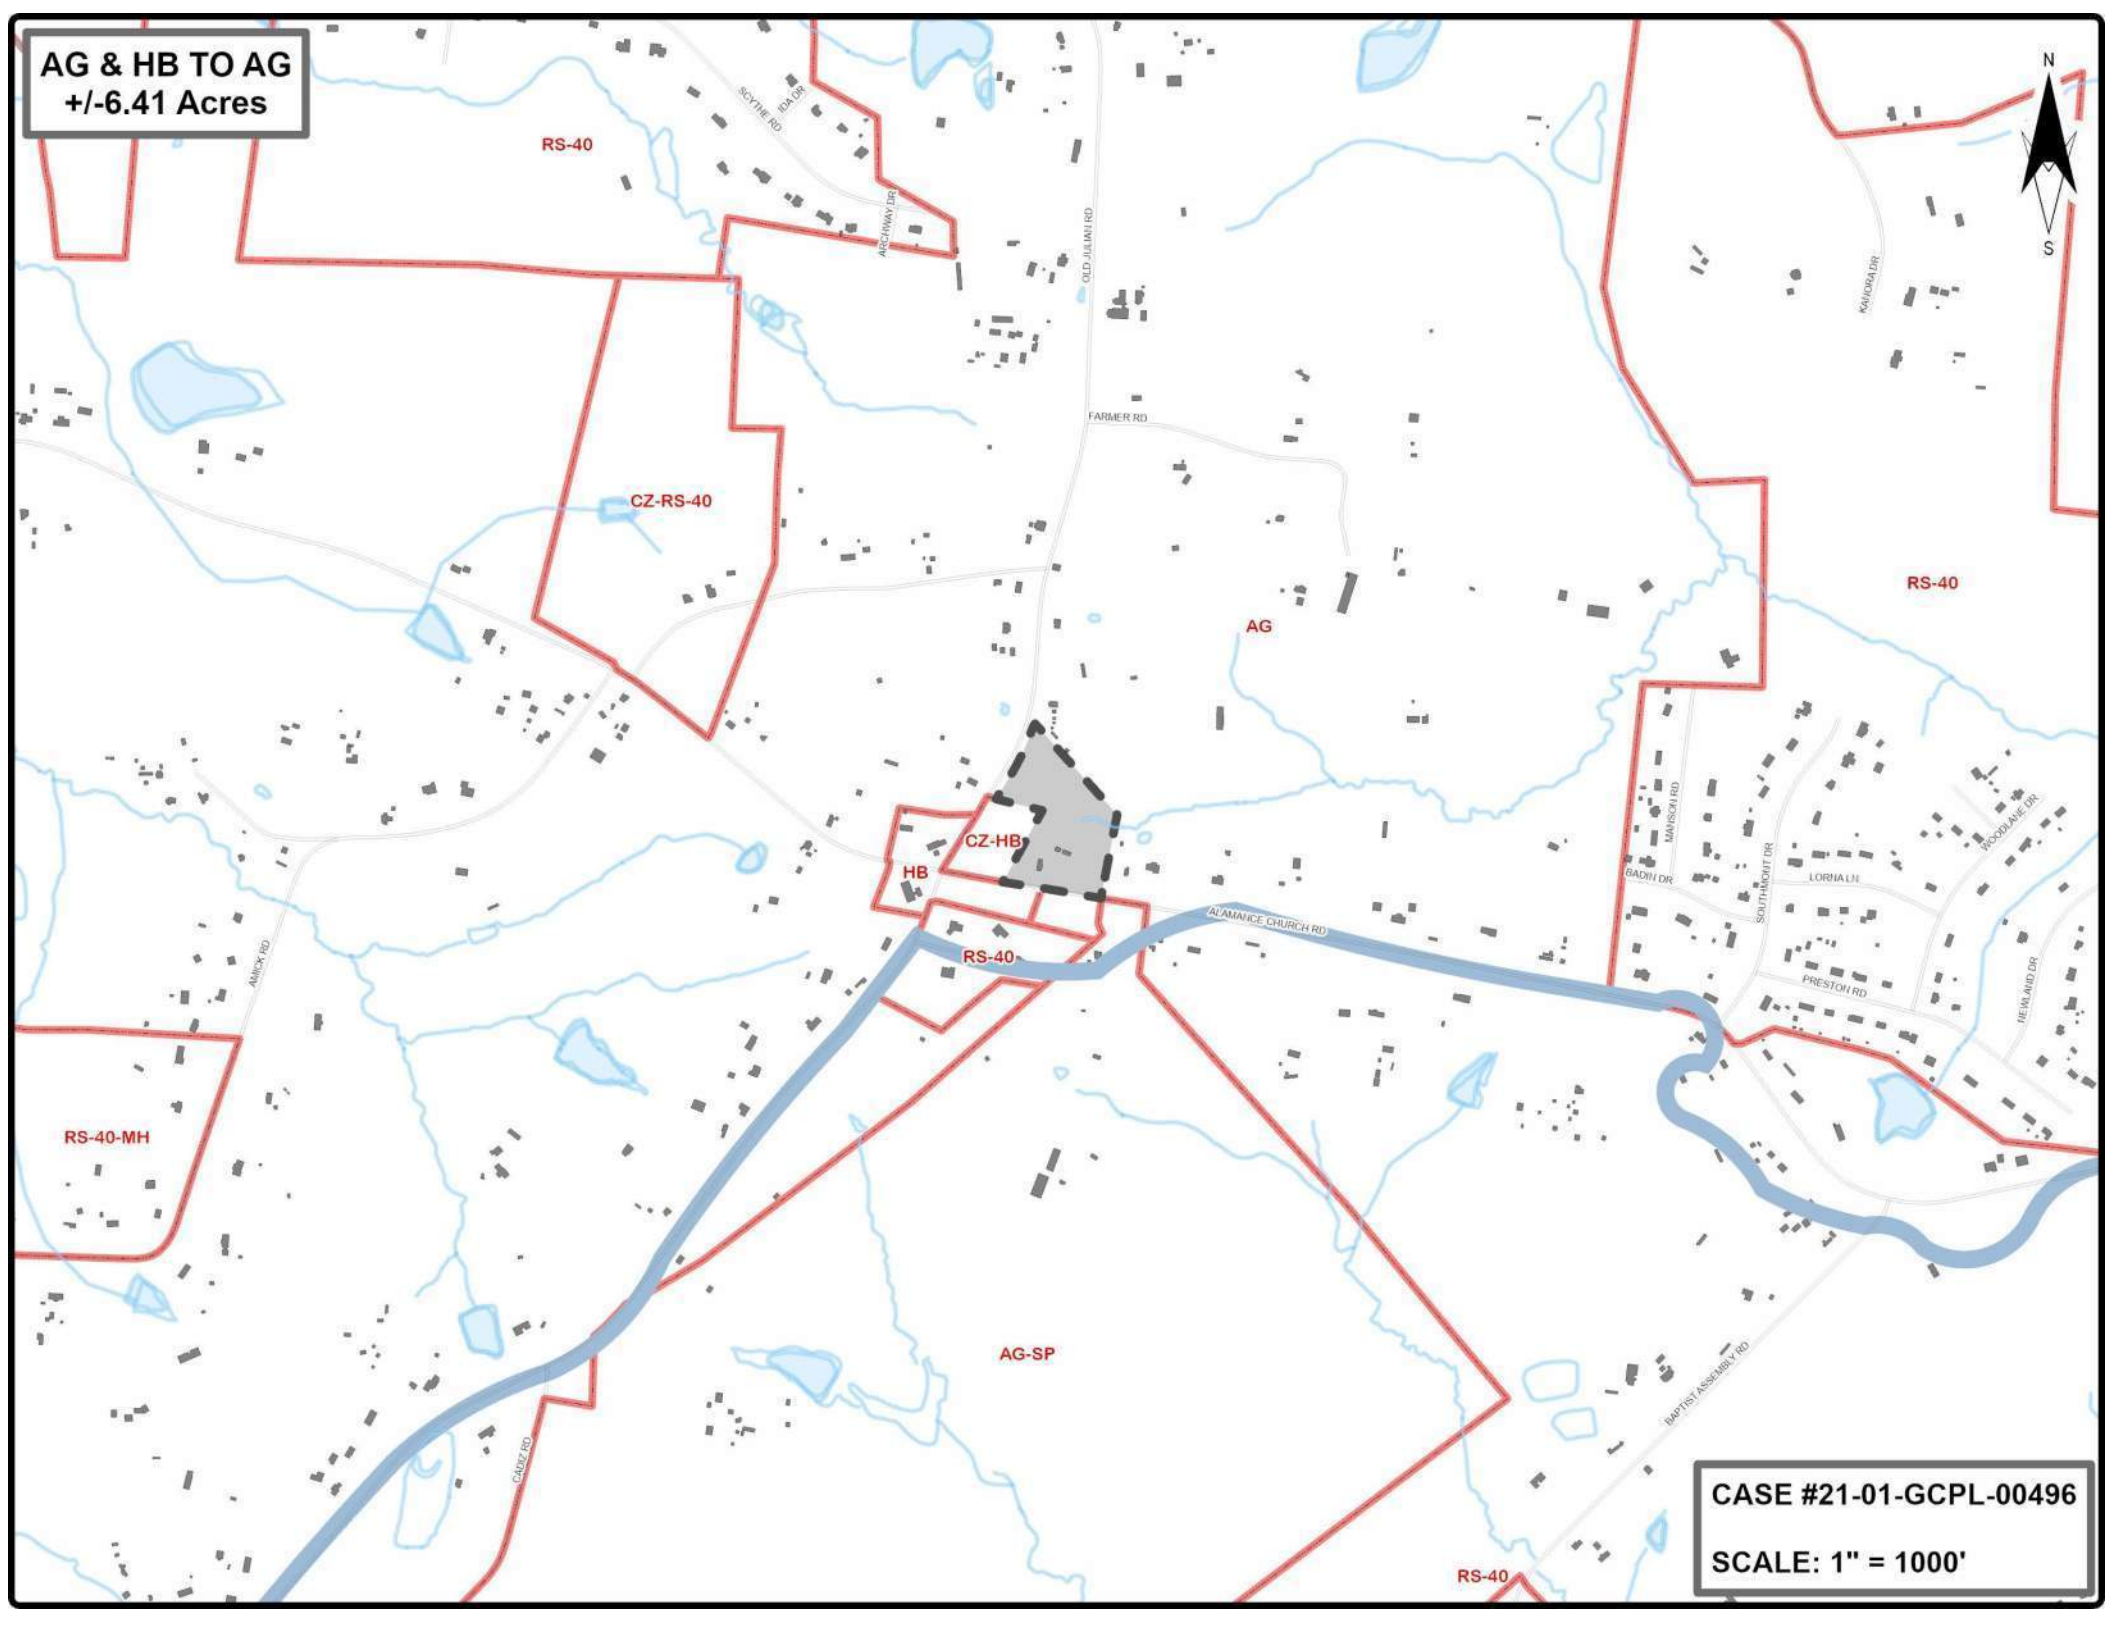 AG & HB TO AG
+/-6.41 Acres
N
S
SCYTHE RD
IDA DR
RS-40
ARCHWAY DR
OLD JULIAN RD
KANORA DR
FARMER RD
CZ-RS-40
RS-40
AG
MANSON RD
WOODLANE DR
CZ-HB
HB
BADIN DR
SOUTHMONT DR
LORNA LN
ALAMANCE CHURCH RD
RS-40
AMICK RD
PRESTON RD
NEWLAND DR
RS-40-MH
AG-SP
BAPTIST ASSEMBLY RD
CADIZ RD
RS-40
CASE #21-01-GCPL-00496
SCALE: 1" = 1000'